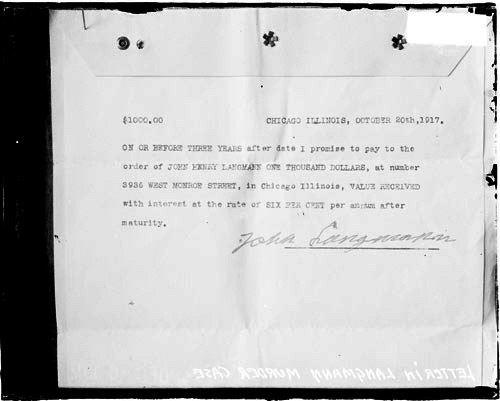 $1000.00 CHICAGO ILLINOIS, OCTOBER 20th, 1917.
ON OR BEFORE THREE YEARS after date I promise to pay to the
order of JOHN HENRY LANGMANN ONE THOUSAND DOLLARS, at number
3936 WEST MONROE STREET, in Chicago Illinois, VALUE RECEIVED
with interest at the rate of SIX PER CENT per annum after
maturity.
John Langmann
LETTER in LANGMANN MURDER CASE